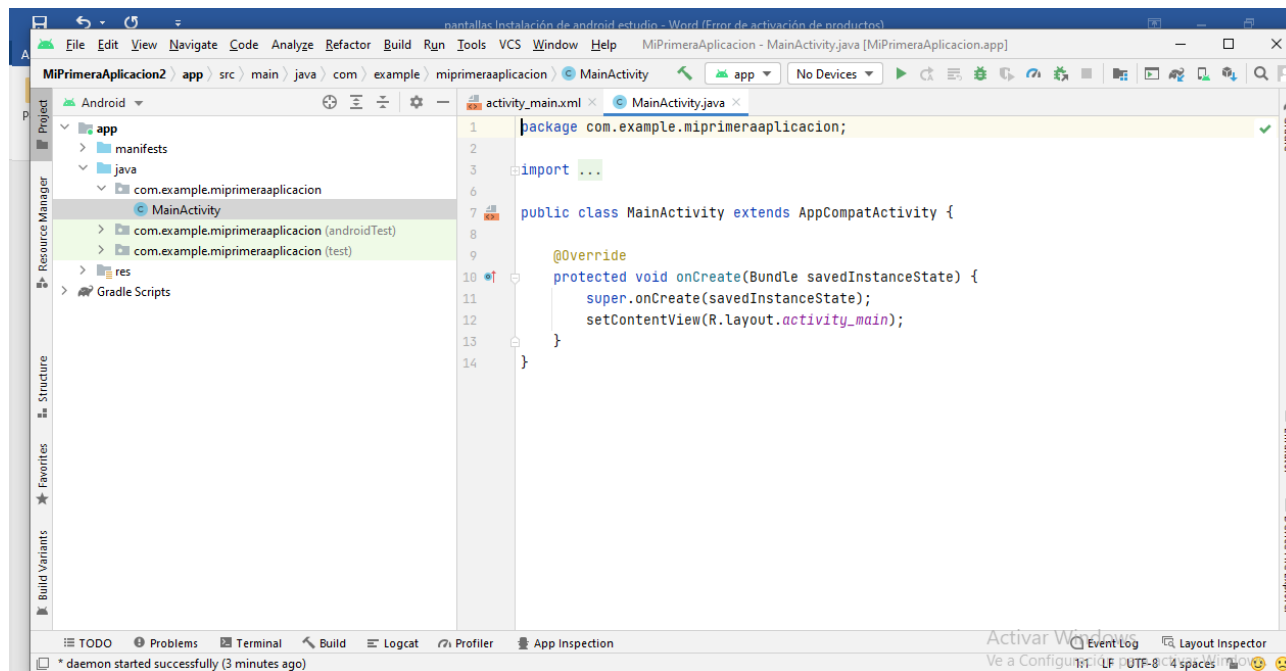 pantallas Instalación de android estudio - Word (Error de activación de productos)
File Edit View Navigate Code Analyze Refactor Build Run Tools VCS Window Help MiPrimeraAplicacion - MainActivity.java [MiPrimeraAplicacion.app]
MiPrimeraAplicacion2 app src main java com example miprimeraaplicacion MainActivity app No Devices
Project
Resource Manager
Structure
Favorites
Build Variants
Android
app
manifests
java
com.example.miprimeraaplicacion
MainActivity
com.example.miprimeraaplicacion (androidTest)
com.example.miprimeraaplicacion (test)
res
Gradle Scripts
activity_main.xml MainActivity.java
1 package com.example.miprimeraaplicacion;
2
3 import ...
6
7 public class MainActivity extends AppCompatActivity {
8
9 @Override
10 protected void onCreate(Bundle savedInstanceState) {
11 super.onCreate(savedInstanceState);
12 setContentView(R.layout.activity_main);
13 }
14 }
TODO Problems Terminal Build Logcat Profiler App Inspection Event Log Layout Inspector
Activar Windows
* daemon started successfully (3 minutes ago) 1:1 LF UTF-8 4 spaces
Ve a Configuración para activar Windows